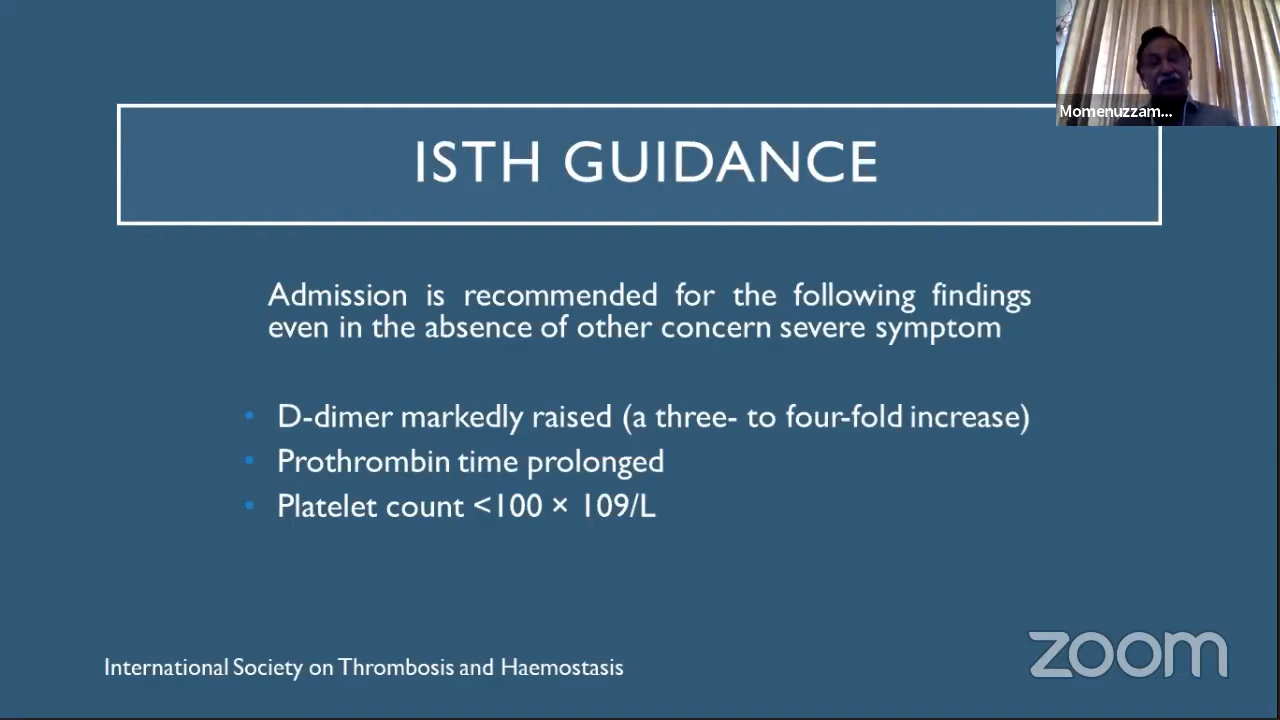 Momenuzzam...
ISTH GUIDANCE
Admission is recommended for the following findings
even in the absence of other concern severe symptom
• D-dimer markedly raised (a three- to four-fold increase)
• Prothrombin time prolonged
• Platelet count <100 × 109/L
International Society on Thrombosis and Haemostasis
zoom